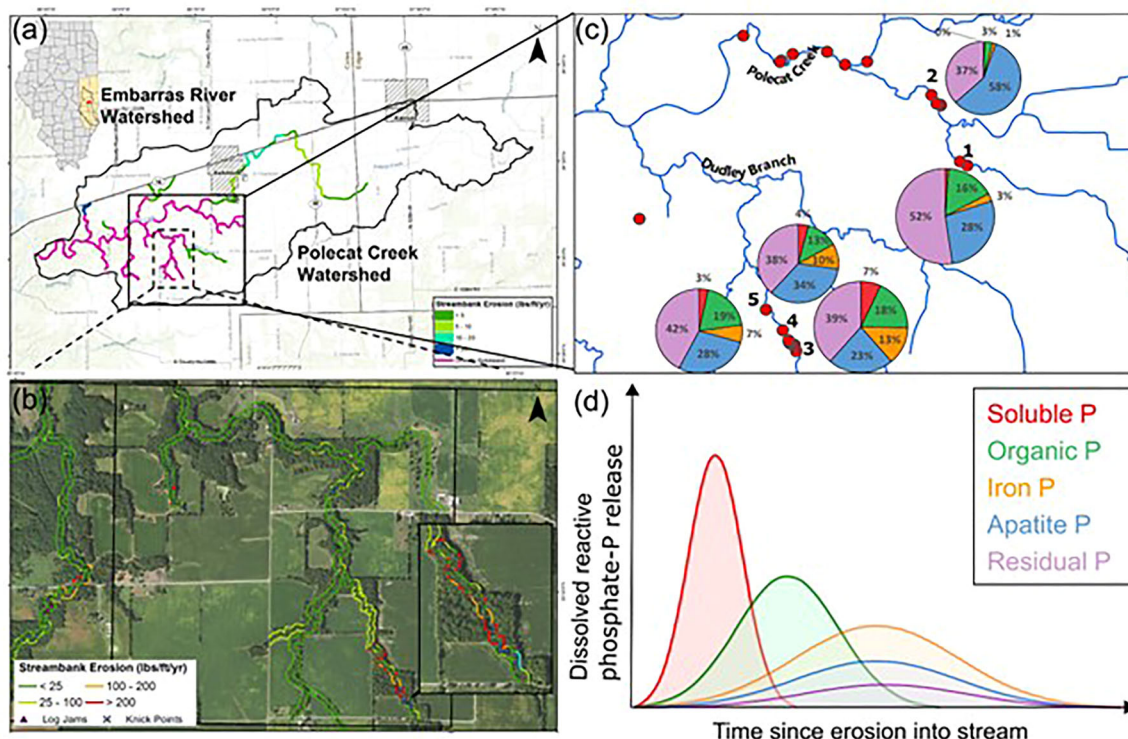 (a)
Embarras River
Watershed
Polecat Creek
Watershed
Streambank Erosion (lbs/ft/yr)
< 5
5 - 10
(c)
0%
3%
1%
37%
58%
2
Polecat Creek
1
16%
3%
52%
28%
Dudley Branch
4%
13%
10%
38%
34%
3%
19%
7%
42%
28%
5
4
3
7%
18%
39%
13%
23%
(b)
Streambank Erosion (lbs/ft/yr)
< 25
100 - 200
25 - 100
> 200
Log Jams
Knick Points
(d)
Dissolved reactive
phosphate-P release
Soluble P
Organic P
Iron P
Apatite P
Residual P
Time since erosion into stream